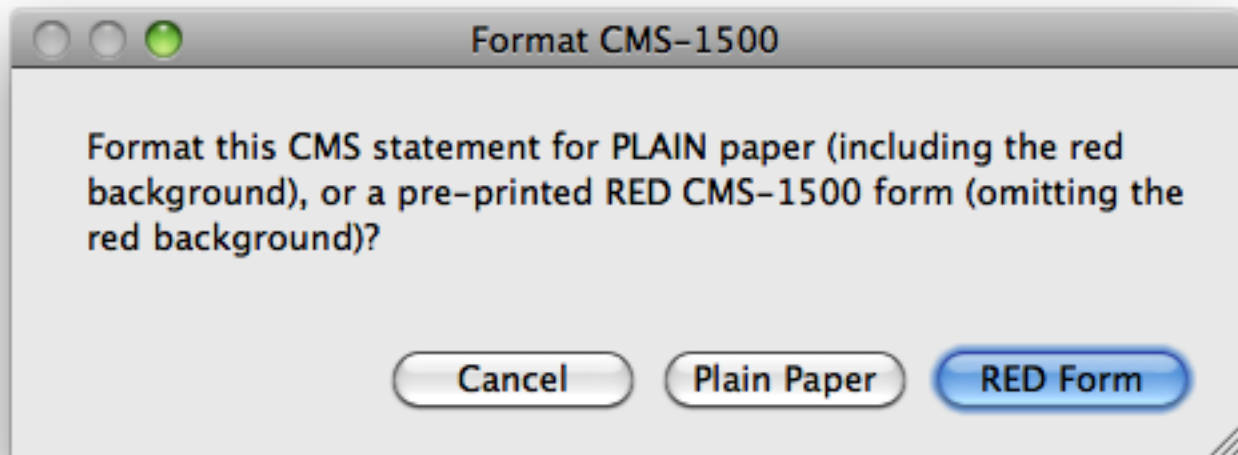 Format CMS-1500
Format this CMS statement for PLAIN paper (including the red
background), or a pre-printed RED CMS-1500 form (omitting the
red background)?
Cancel Plain Paper RED Form